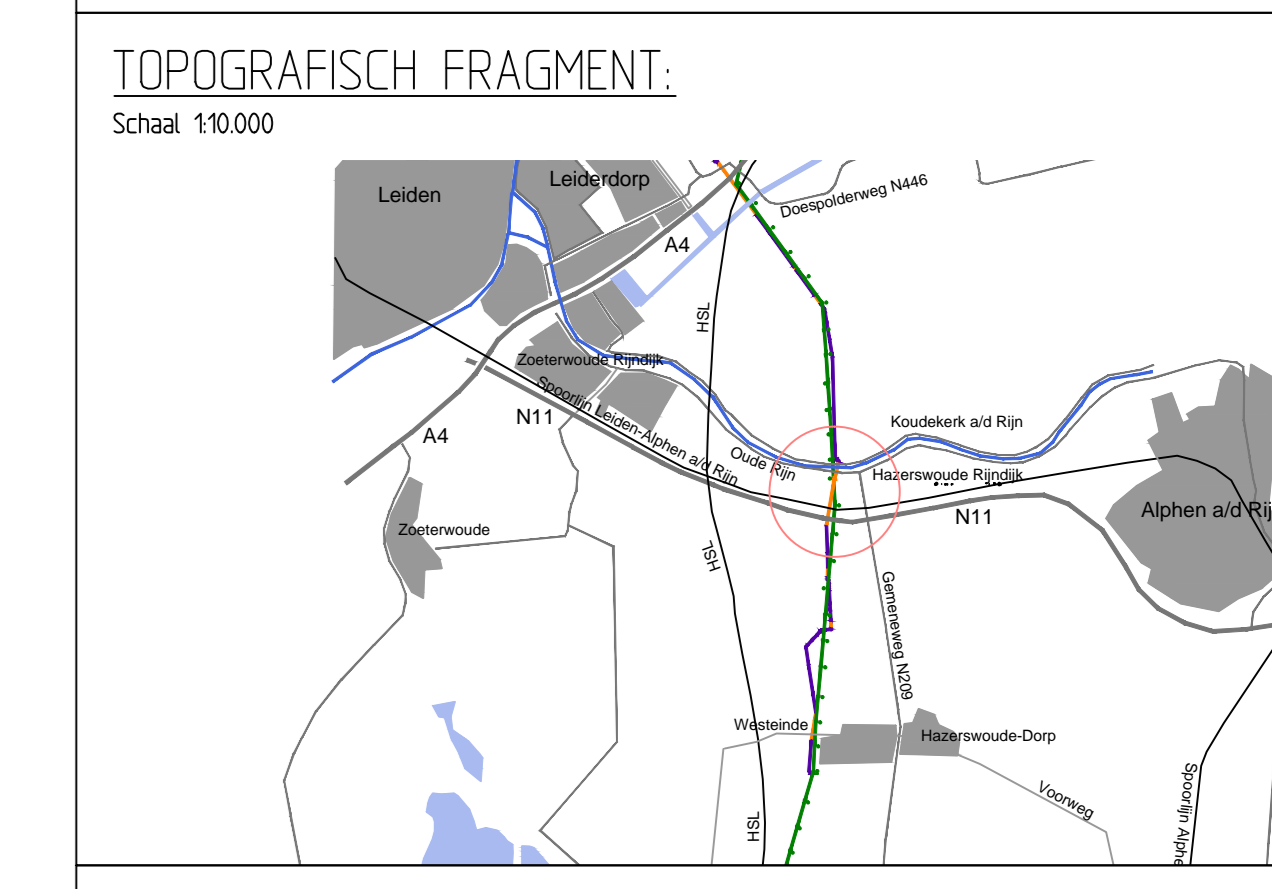 TOPOGRAFISCH FRAGMENT:
Schaal 1:10.000
Leiden
Leiderdorp
Doespolderweg N446
A4
HSL
Zoeterwoude Rijndijk
Spoorlijn Leiden-Alphen a/d Rijn
N11
A4
Oude Rijn
Koudekerk a/d Rijn
Hazerswoude Rijndijk
N11
Alphen a/d Rij
Zoeterwoude
HSL
Gemeneweg N209
Westeinde
Hazerswoude-Dorp
Voorweg
HSL
Spoorlijn Alphe